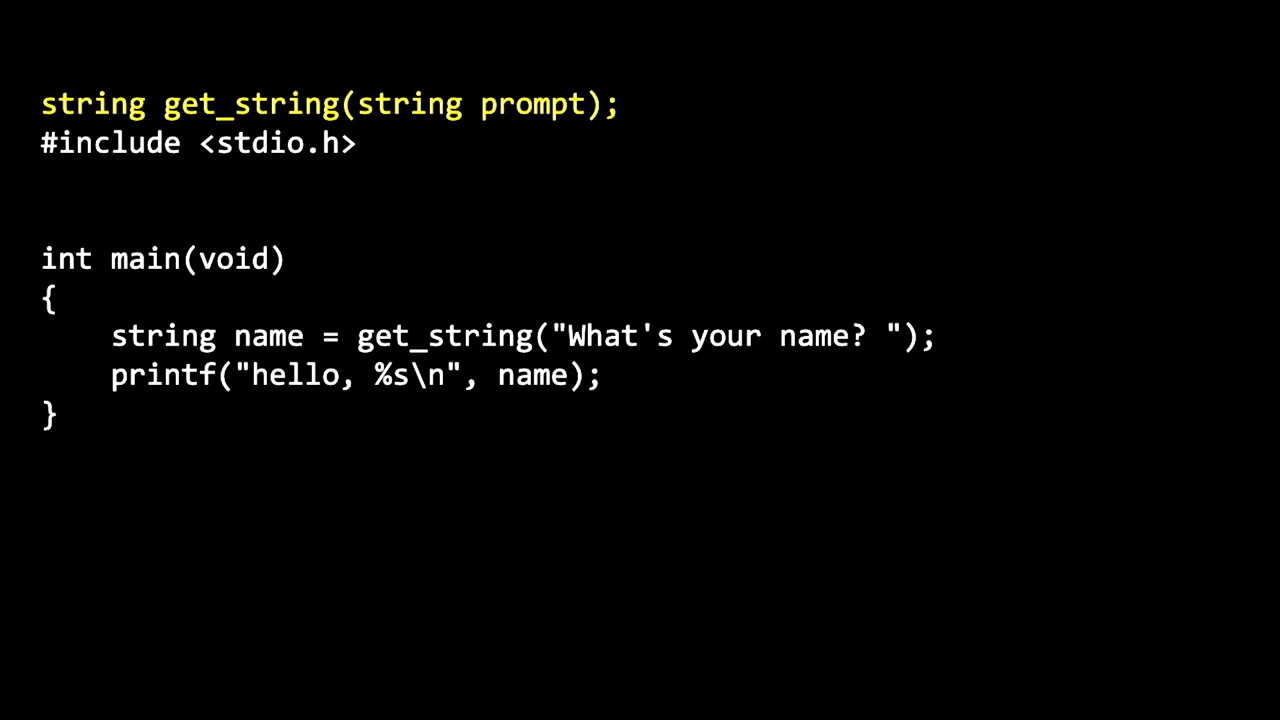 string get_string(string prompt);
#include <stdio.h>
int main(void)
{
    string name = get_string("What's your name? ");
    printf("hello, %s\n", name);
}